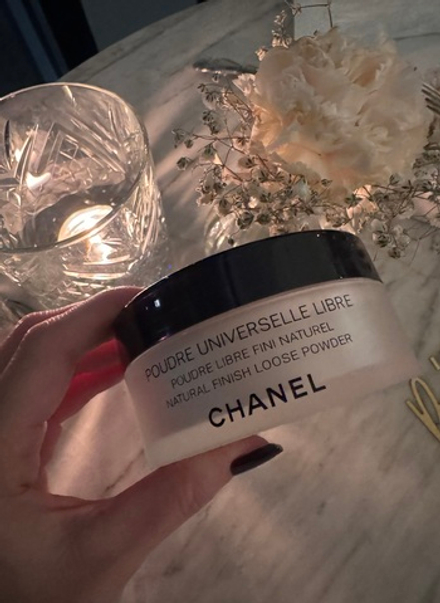 POUDRE UNIVERSELLE LIBRE
POUDRE LIBRE FINI NATUREL
NATURAL FINISH LOOSE POWDER
CHANEL